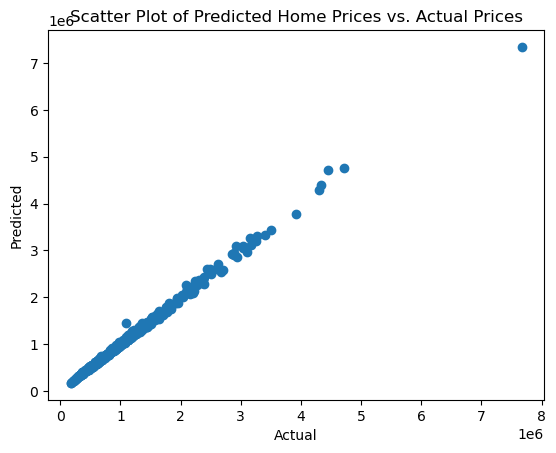 Scatter Plot of Predicted Home Prices vs. Actual Prices
1e6
7
6
5
4
3
2
1
0
Predicted
0 1 2 3 4 5 6 7 8
1e6
Actual